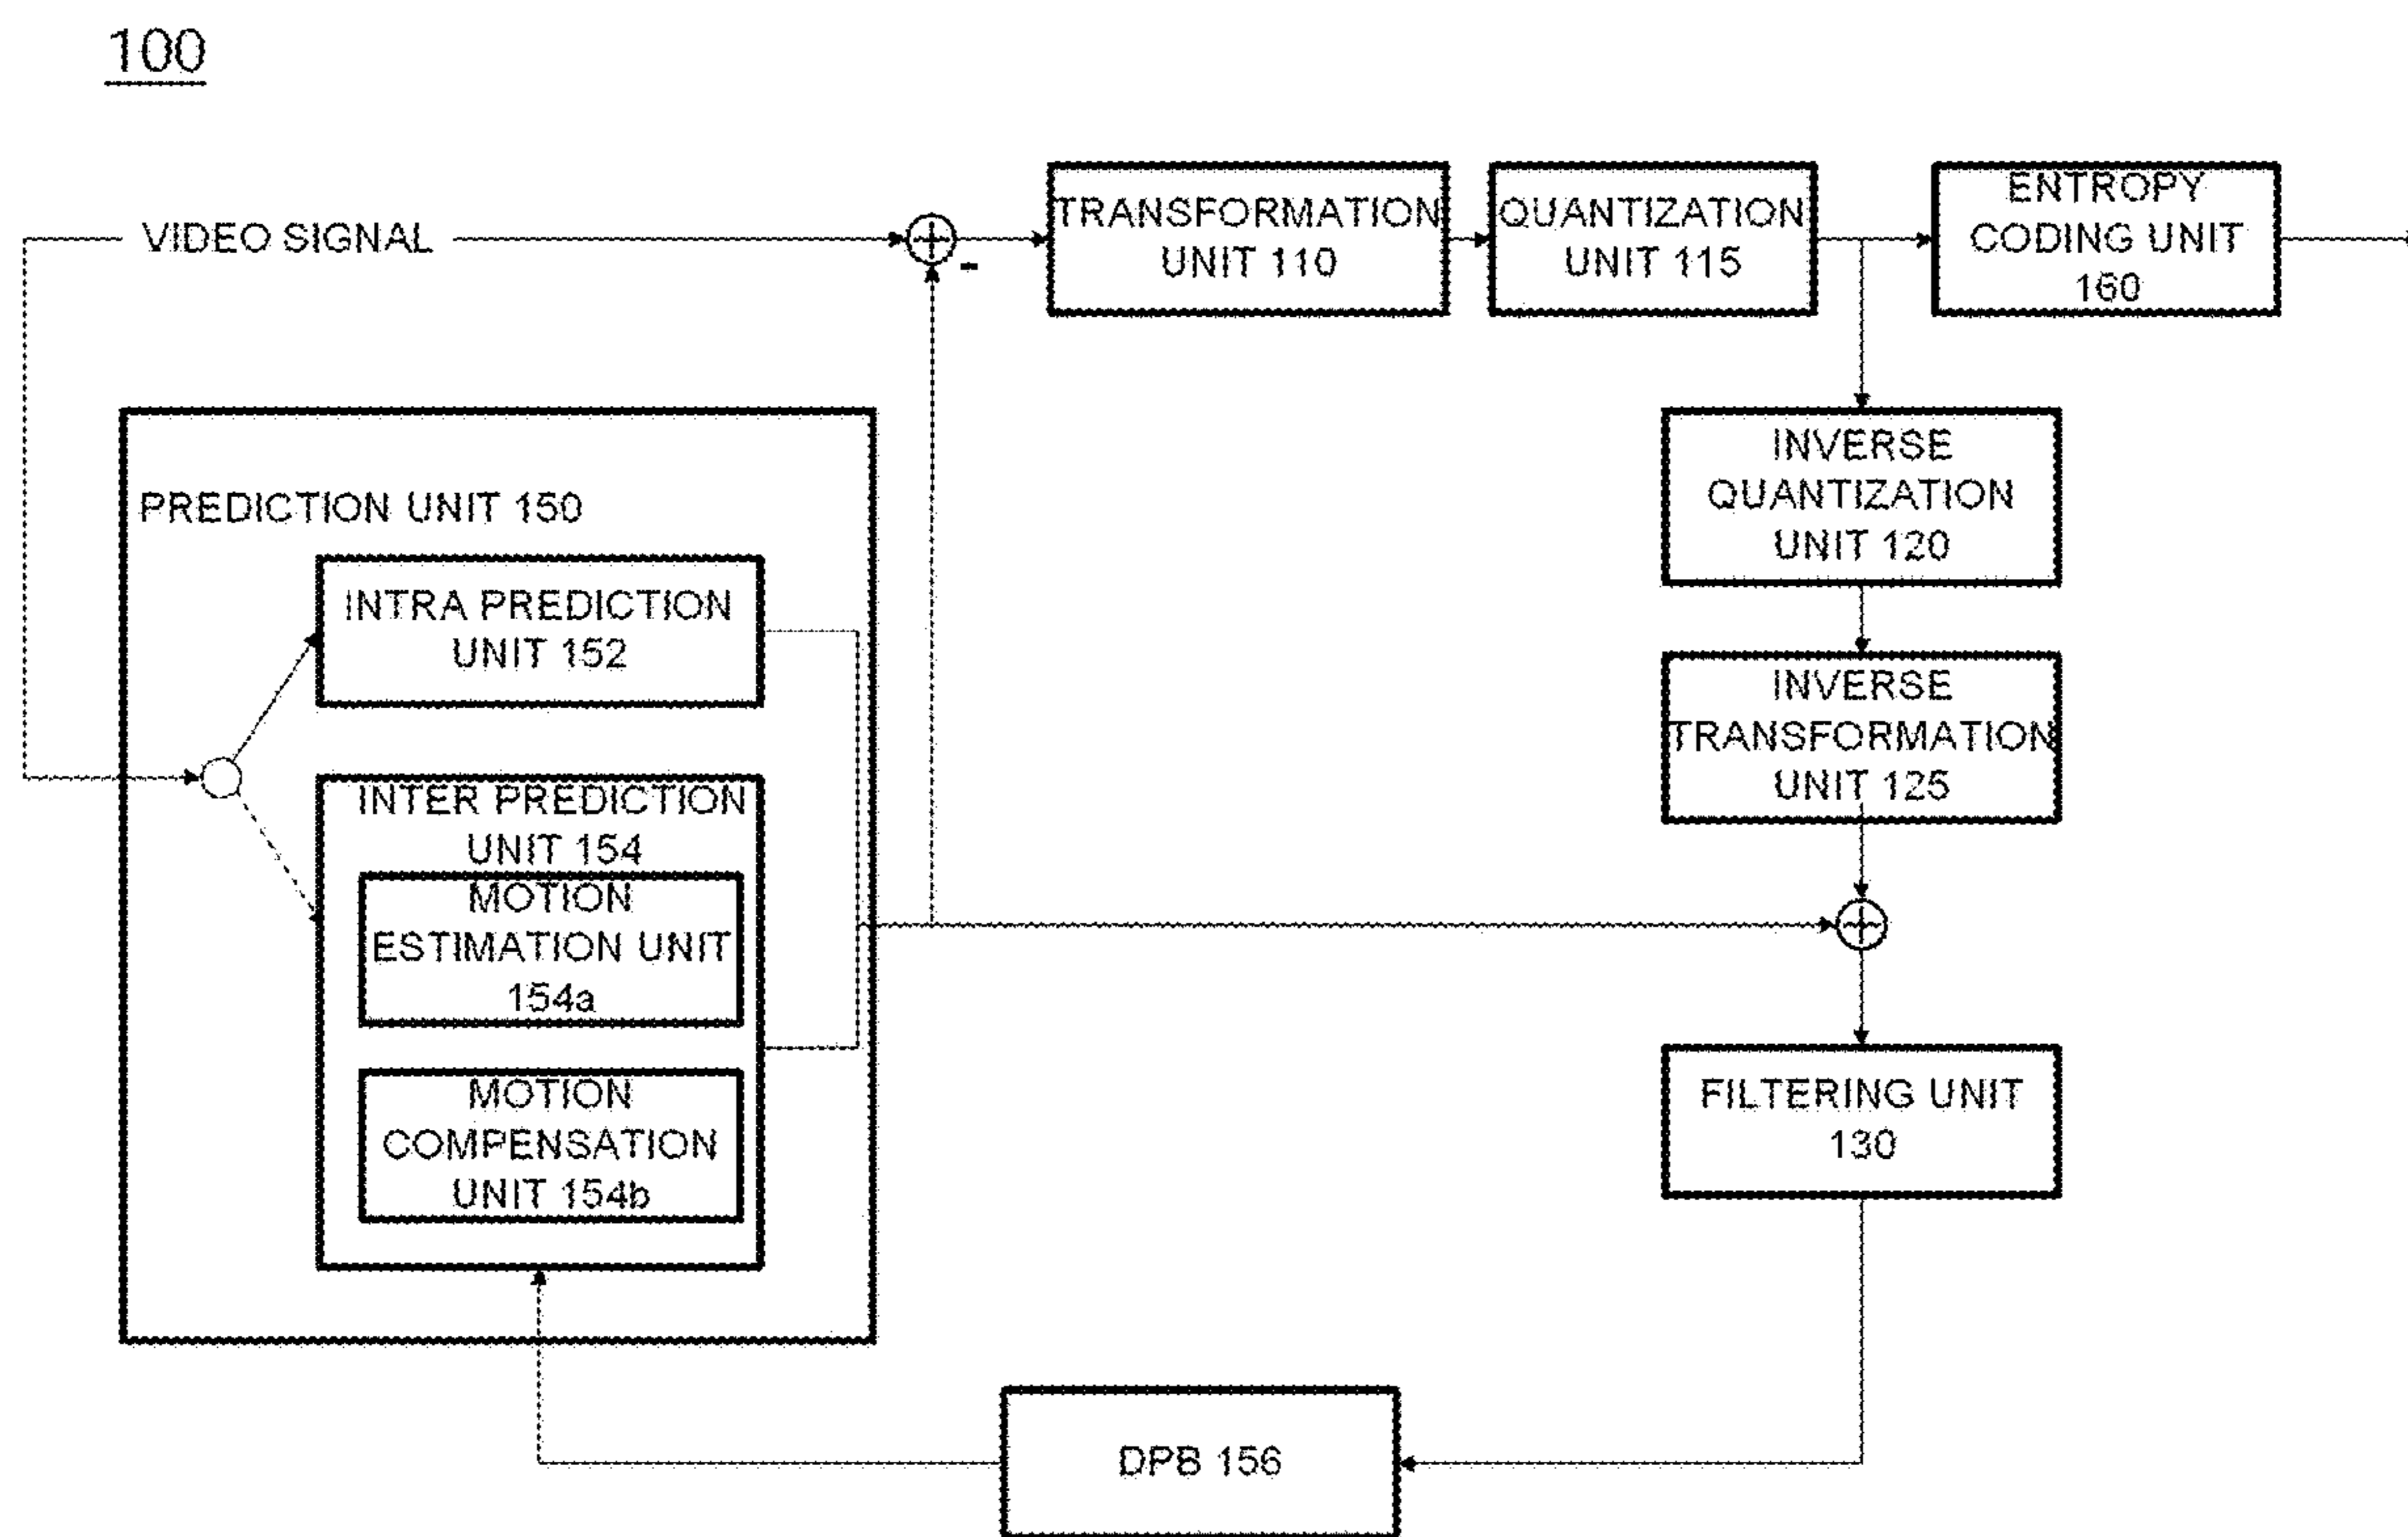 100
VIDEO SIGNAL
-
TRANSFORMATION
UNIT 110
QUANTIZATION
UNIT 115
ENTROPY
CODING UNIT
160
INVERSE
QUANTIZATION
UNIT 120
INVERSE
TRANSFORMATION
UNIT 125
PREDICTION UNIT 150
INTRA PREDICTION
UNIT 152
INTER PREDICTION
UNIT 154
MOTION
ESTIMATION UNIT
154a
MOTION
COMPENSATION
UNIT 154b
FILTERING UNIT
130
DPB 156